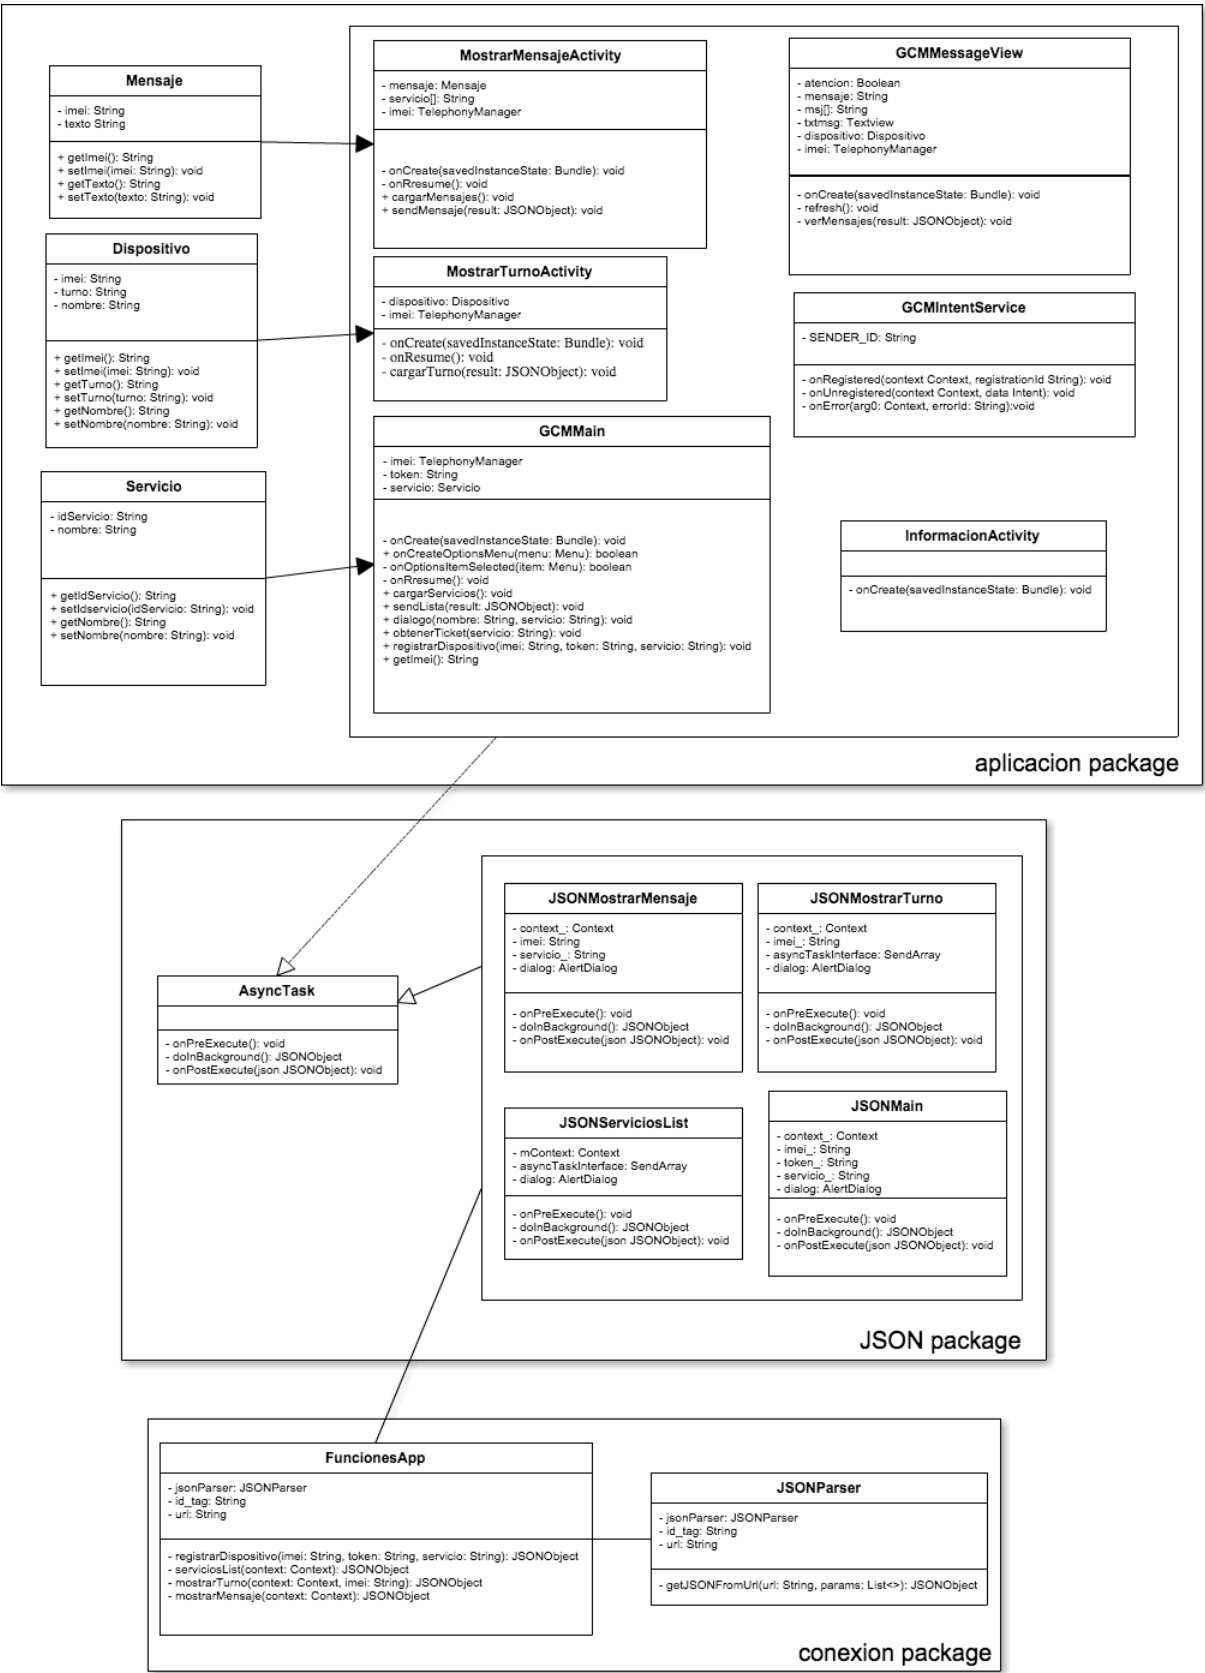 Mensaje
- imei: String
- texto String
+ getImei(): String
+ setImei(imei: String): void
+ getTexto(): String
+ setTexto(texto: String): void
Dispositivo
- imei: String
- turno: String
- nombre: String
+ getImei(): String
+ setImei(imei: String): void
+ getTurno(): String
+ setTurno(turno: String): void
+ getNombre(): String
+ setNombre(nombre: String): void
Servicio
- idServicio: String
- nombre: String
+ getIdServicio(): String
+ setIdservicio(idServicio: String): void
+ getNombre(): String
+ setNombre(nombre: String): void
MostrarMensajeActivity
- mensaje: Mensaje
- servicio[]: String
- imei: TelephonyManager
- onCreate(savedInstanceState: Bundle): void
- onRresume(): void
+ cargarMensajes(): void
+ sendMensaje(result: JSONObject): void
MostrarTurnoActivity
- dispositivo: Dispositivo
- imei: TelephonyManager
- onCreate(savedInstanceState: Bundle): void
- onResume(): void
- cargarTurno(result: JSONObject): void
GCMMain
- imei: TelephonyManager
- token: String
- servicio: Servicio
- onCreate(savedInstanceState: Bundle): void
+ onCreateOptionsMenu(menu: Menu): boolean
- onOptionsItemSelected(item: Menu): boolean
- onRresume(): void
+ cargarServicios(): void
+ sendLista(result: JSONObject): void
+ dialogo(nombre: String, servicio: String): void
+ obtenerTicket(servicio: String): void
+ registrarDispositivo(imei: String, token: String, servicio: String): void
+ getImei(): String
GCMMessageView
- atencion: Boolean
- mensaje: String
- msj[]: String
- txtmsg: Textview
- dispositivo: Dispositivo
- imei: TelephonyManager
- onCreate(savedInstanceState: Bundle): void
- refresh(): void
- verMensajes(result: JSONObject): void
GCMIntentService
- SENDER_ID: String
- onRegistered(context Context, registrationId String): void
- onUnregistered(context Context, data Intent): void
- onError(arg0: Context, errorId: String):void
InformacionActivity
- onCreate(savedInstanceState: Bundle): void
aplicacion package
AsyncTask
- onPreExecute(): void
- doInBackground(): JSONObject
- onPostExecute(json JSONObject): void
JSONMostrarMensaje
- context_: Context
- imei: String
- servicio_: String
- dialog: AlertDialog
- onPreExecute(): void
- doInBackground(): JSONObject
- onPostExecute(json JSONObject): void
JSONMostrarTurno
- context_: Context
- imei_: String
- asyncTaskInterface: SendArray
- dialog: AlertDialog
- onPreExecute(): void
- doInBackground(): JSONObject
- onPostExecute(json JSONObject): void
JSONServiciosList
- mContext: Context
- asyncTaskInterface: SendArray
- dialog: AlertDialog
- onPreExecute(): void
- doInBackground(): JSONObject
- onPostExecute(json JSONObject): void
JSONMain
- context_: Context
- imei_: String
- token_: String
- servicio_: String
- dialog: AlertDialog
- onPreExecute(): void
- doInBackground(): JSONObject
- onPostExecute(json JSONObject): void
JSON package
FuncionesApp
- jsonParser: JSONParser
- id_tag: String
- url: String
- registrarDispositivo(imei: String, token: String, servicio: String): JSONObject
- serviciosList(context: Context): JSONObject
- mostrarTurno(context: Context, imei: String): JSONObject
- mostrarMensaje(context: Context): JSONObject
JSONParser
- jsonParser: JSONParser
- id_tag: String
- url: String
- getJSONFromUrl(url: String, params: List<>): JSONObject
conexion package